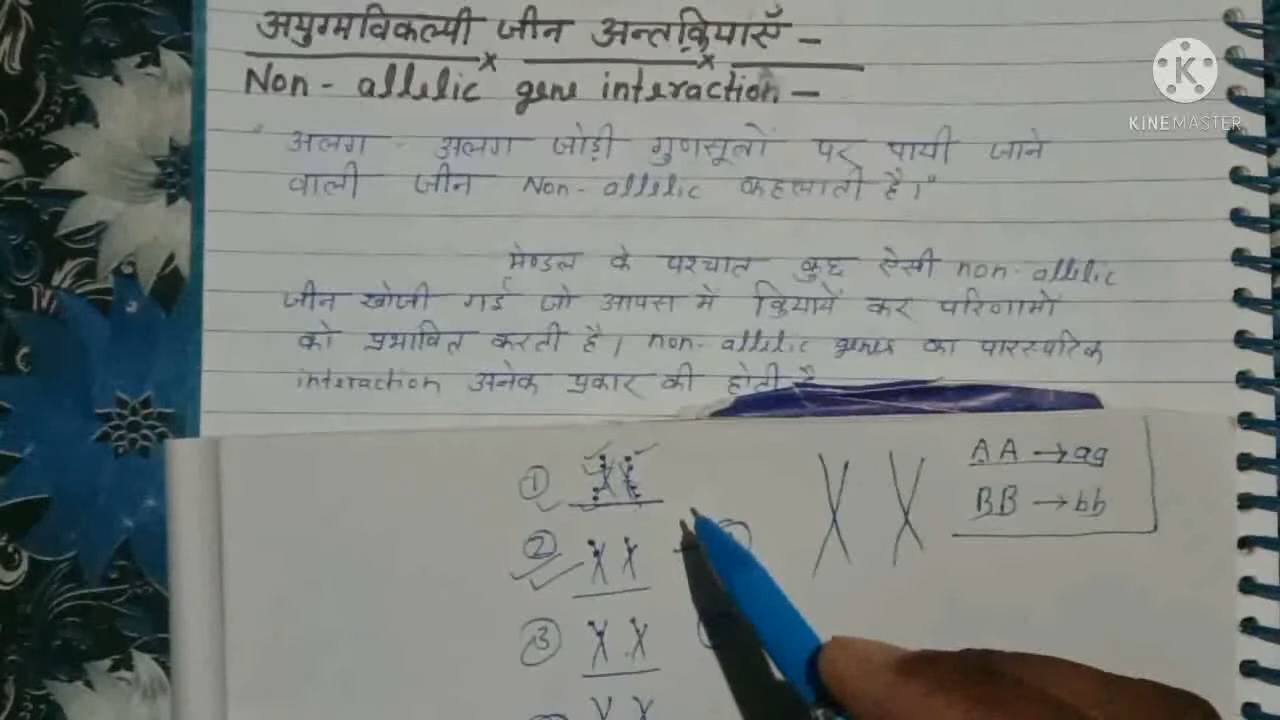 अयुग्मविकल्पी जीन अन्तक्रियाएँ –
Non - allelic gene interaction –
"अलग - अलग जोड़ी गुणसूत्रों पर पायी जाने
वाली जीन Non - allelic कहलाती है।"
मेण्डल के पश्चात कुछ ऐसी non - allelic
जीन खोजी गई जो आपस में क्रियायें कर परिणामों
को प्रभावित करती है। non - allelic genes का पारस्परिक
interaction अनेक प्रकार की होती है
① 
②
③
AA → aa
BB → bb
K
KINEMASTER